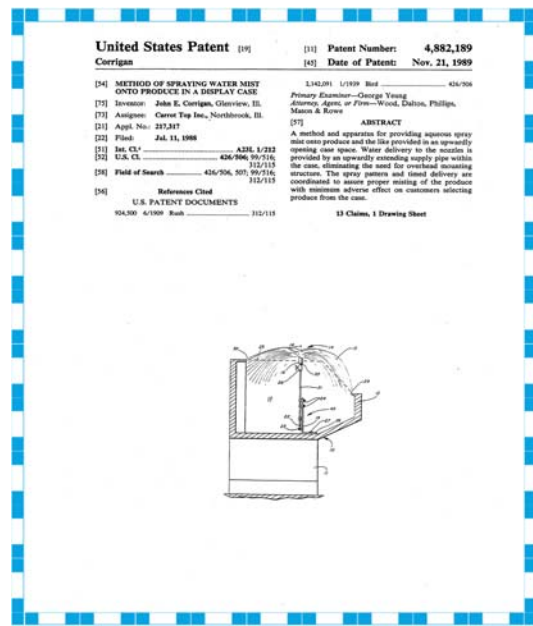 United States Patent [19]
Corrigan
[11] Patent Number: 4,882,189
[45] Date of Patent: Nov. 21, 1989
[54] METHOD OF SPRAYING WATER MIST
ONTO PRODUCE IN A DISPLAY CASE
[75] Inventor: John E. Corrigan, Glenview, Ill.
[73] Assignee: Carrot Top Inc., Northbrook, Ill.
[21] Appl. No.: 217,317
[22] Filed: Jul. 11, 1988
[51] Int. Cl.⁴ A23L 1/212
[52] U.S. Cl. 426/506; 99/516;
312/115
[58] Field of Search 426/506, 507; 99/516;
312/115
[56] References Cited
U.S. PATENT DOCUMENTS
924,500 6/1909 Rush 312/115
2,142,091 1/1939 Bird 426/506
Primary Examiner—George Yeung
Attorney, Agent, or Firm—Wood, Dalton, Phillips,
Mason & Rowe
[57] ABSTRACT
A method and apparatus for providing aqueous spray
mist onto produce and the like provided in an upwardly
opening case space. Water delivery to the nozzles is
provided by an upwardly extending supply pipe within
the case, eliminating the need for overhead mounting
structure. The spray pattern and timed delivery are
coordinated to assure proper misting of the produce
with minimum adverse effect on customers selecting
produce from the case.
13 Claims, 1 Drawing Sheet